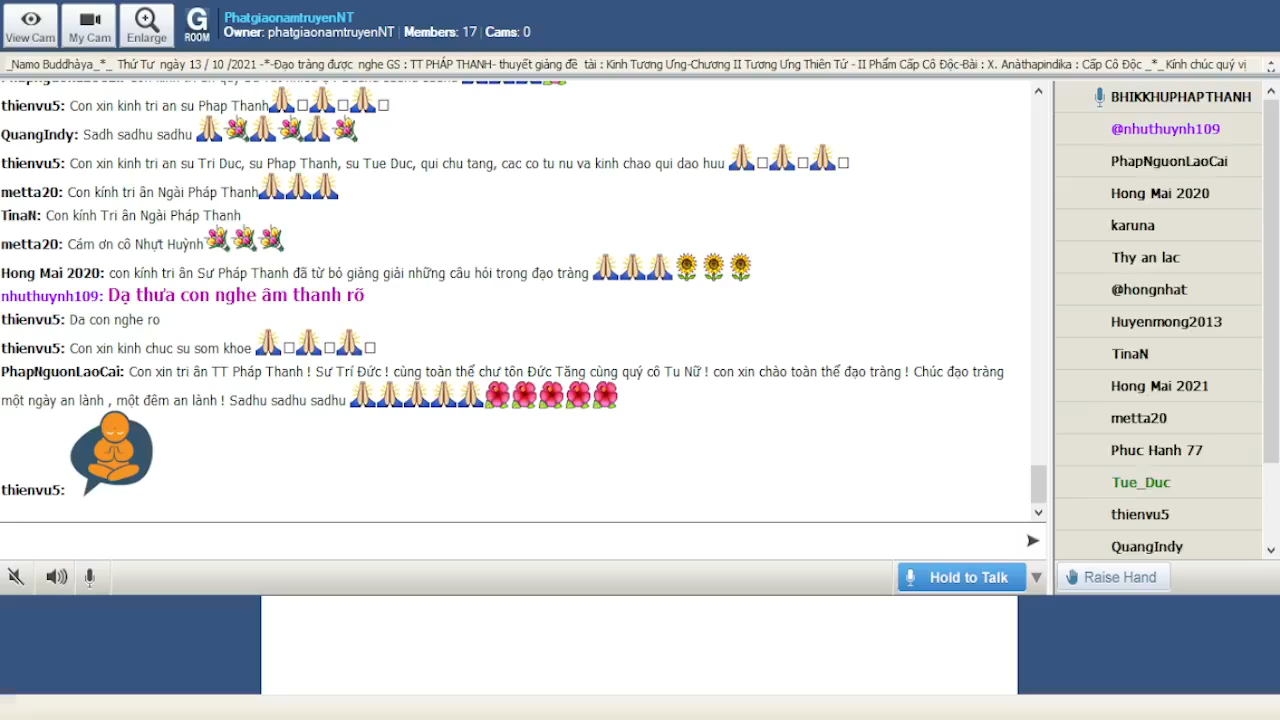 View Cam
My Cam
Enlarge
G
ROOM
PhatgiaonamtruyenNT
Owner: phatgiaonamtruyenNT | Members: 17 | Cams: 0
_Namo Buddhàya_*_ Thứ Tư ngày 13 / 10 /2021 -*-Đạo tràng được nghe GS : TT PHÁP THANH- thuyết giảng đề tài : Kinh Tương Ưng-Chương II Tương Ưng Thiên Tử - II Phẩm Cấp Cô Độc-Bài : X. Anàthapindika : Cấp Cô Độc _*_Kính chúc quý vị
thienvu5: Con xin kinh tri an su Phap Thanh
QuangIndy: Sadh sadhu sadhu
thienvu5: Con xin kinh tri an su Tri Duc, su Phap Thanh, su Tue Duc, qui chu tang, cac co tu nu va kinh chao qui dao huu
metta20: Con kính tri ân Ngài Pháp Thanh
TinaN: Con kính Tri ân Ngài Pháp Thanh
metta20: Cám ơn cô Nhựt Huỳnh
Hong Mai 2020: con kính tri ân Sư Pháp Thanh đã từ bỏ giảng giải những câu hỏi trong đạo tràng
nhuthuynh109: Dạ thưa con nghe âm thanh rõ
thienvu5: Da con nghe ro
thienvu5: Con xin kinh chuc su som khoe
PhapNguonLaoCai: Con xin tri ân TT Pháp Thanh ! Sư Trí Đức ! cùng toàn thể chư tôn Đức Tăng cùng quý cô Tu Nữ ! con xin chào toàn thể đạo tràng ! Chúc đạo tràng
một ngày an lành , một đêm an lành ! Sadhu sadhu sadhu
thienvu5:
BHIKKHUPHAPTHANH
@nhuthuynh109
PhapNguonLaoCai
Hong Mai 2020
karuna
Thy an lac
@hongnhat
Huyenmong2013
TinaN
Hong Mai 2021
metta20
Phuc Hanh 77
Tue_Duc
thienvu5
QuangIndy
Hold to Talk
Raise Hand